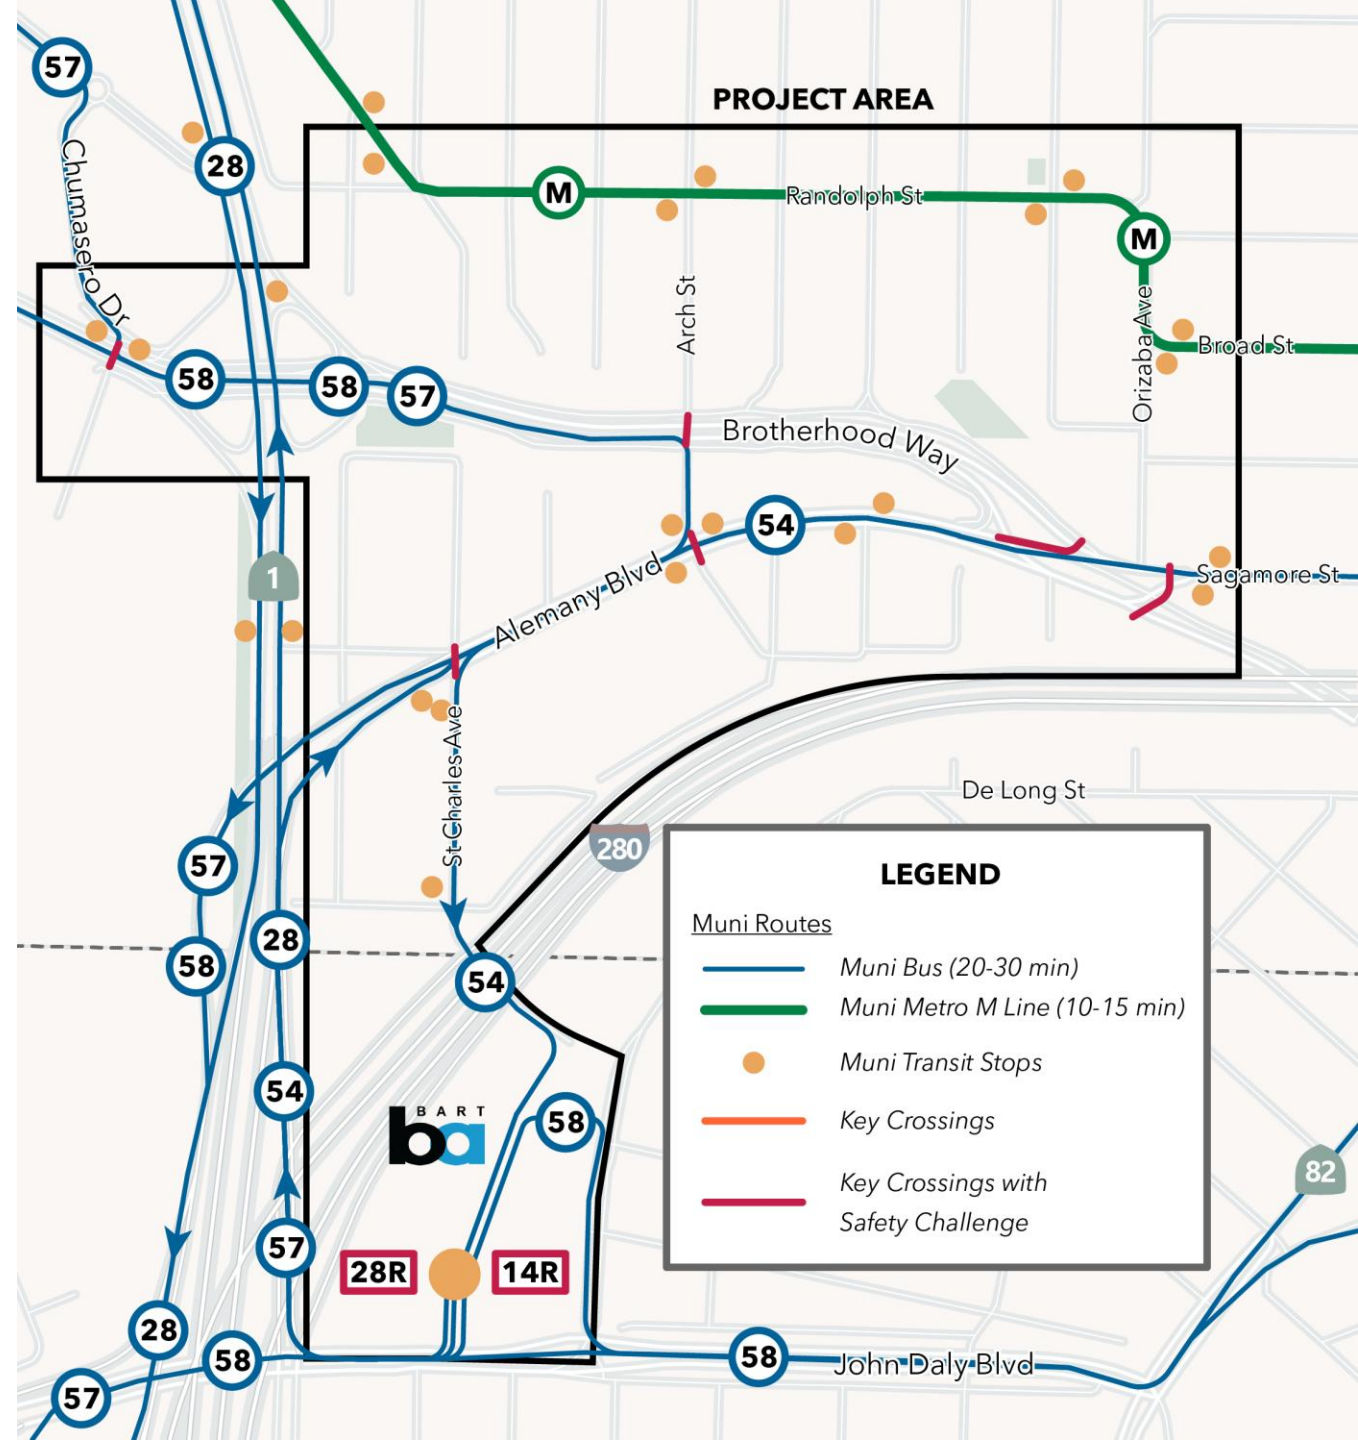 57
PROJECT AREA
28
Chumasero Dr
M
Randolph St
M
Arch St
Orizaba Ave
Broad St
58
58
57
Brotherhood Way
54
Alemany Blvd
Sagamore St
1
St Charles Ave
De Long St
280
57
28
58
54
54
BART
ba
58
57
28R
14R
28
58
57
58
John Daly Blvd
82
LEGEND
Muni Routes
Muni Bus (20-30 min)
Muni Metro M Line (10-15 min)
Muni Transit Stops
Key Crossings
Key Crossings with
Safety Challenge